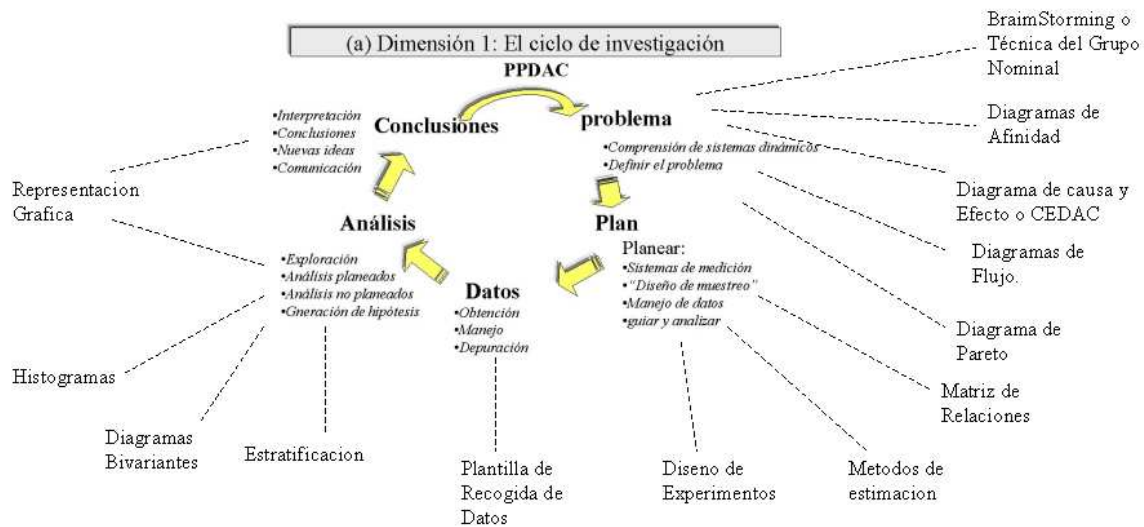 (a) Dimensión 1: El ciclo de investigación
PPDAC
Conclusiones
•Interpretación
•Conclusiones
•Nuevas ideas
•Comunicación
problema
•Comprensión de sistemas dinámicos
•Definir el problema
Plan
Planear:
•Sistemas de medición
•“Diseño de muestreo”
•Manejo de datos
•guiar y analizar
Datos
•Obtención
•Manejo
•Depuración
Análisis
•Exploración
•Análisis planeados
•Análisis no planeados
•Gneración de hipótesis
BraimStorming o
Técnica del Grupo
Nominal
Diagramas de
Afinidad
Diagrama de causa y
Efecto o CEDAC
Diagramas de
Flujo.
Diagrama de
Pareto
Matriz de
Relaciones
Metodos de
estimacion
Diseno de
Experimentos
Plantilla de
Recogida de
Datos
Estratificacion
Diagramas
Bivariantes
Histogramas
Representacion
Grafica